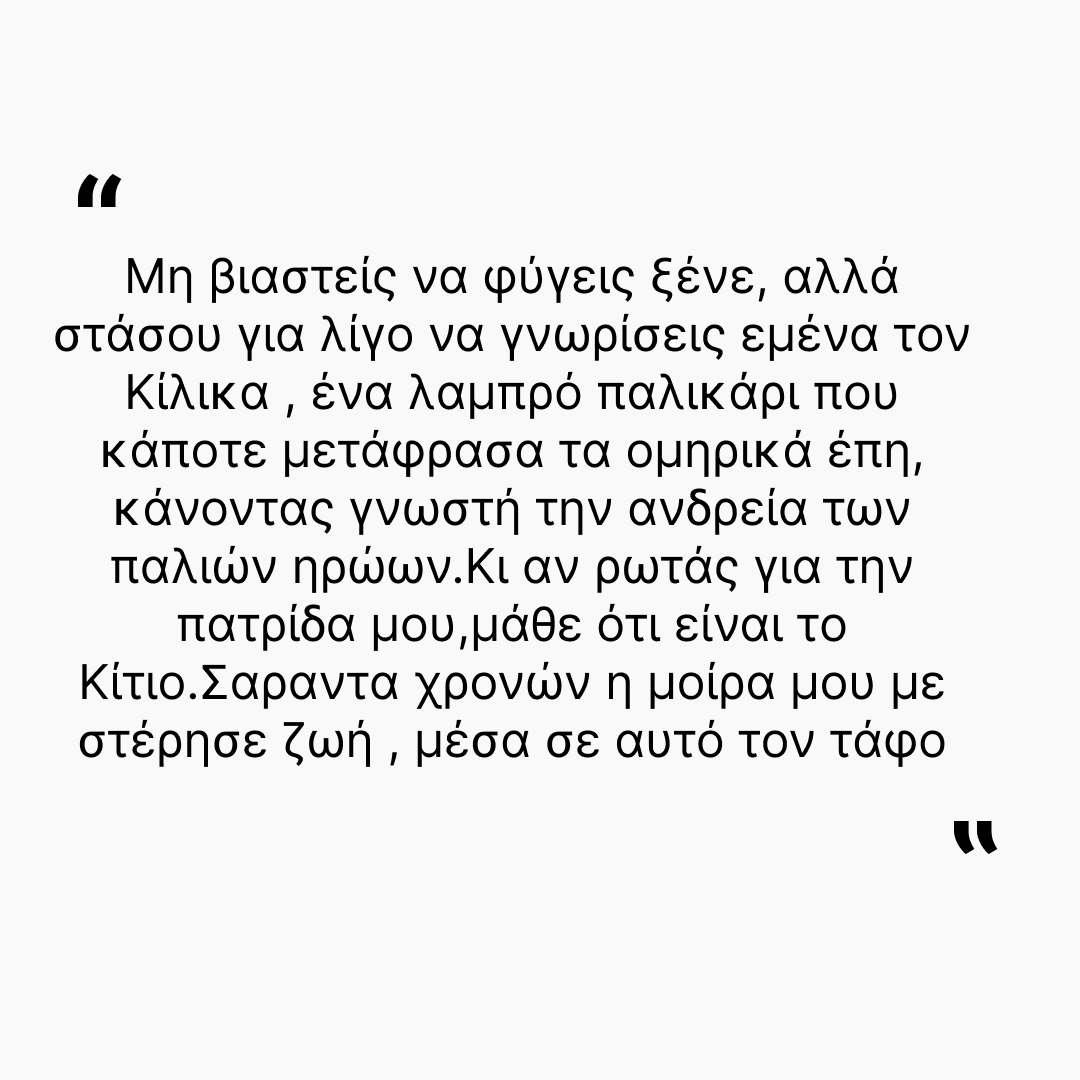 “
Μη βιαστείς να φύγεις ξένε, αλλά
στάσου για λίγο να γνωρίσεις εμένα τον
Κίλικα , ένα λαμπρό παλικάρι που
κάποτε μετάφρασα τα ομηρικά έπη,
κάνοντας γνωστή την ανδρεία των
παλιών ηρώων.Κι αν ρωτάς για την
πατρίδα μου,μάθε ότι είναι το
Κίτιο.Σαραντα χρονών η μοίρα μου με
στέρησε ζωή , μέσα σε αυτό τον τάφο
”